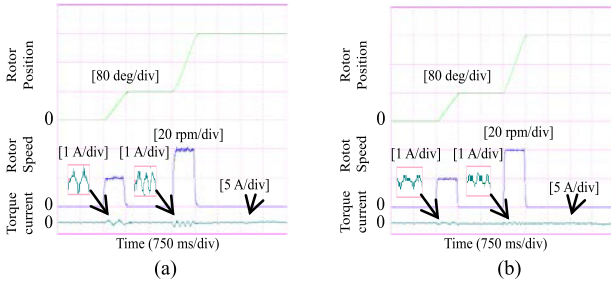 Rotor Position
[80 deg/div]
0
Rotor Speed
[20 rpm/div]
[1 A/div]
[1 A/div]
[5 A/div]
0
Torque current
0
Time (750 ms/div)
(a)
Rotor Position
[80 deg/div]
0
Rotot Speed
[20 rpm/div]
[1 A/div]
[1 A/div]
[5 A/div]
0
Torque current
0
Time (750 ms/div)
(b)